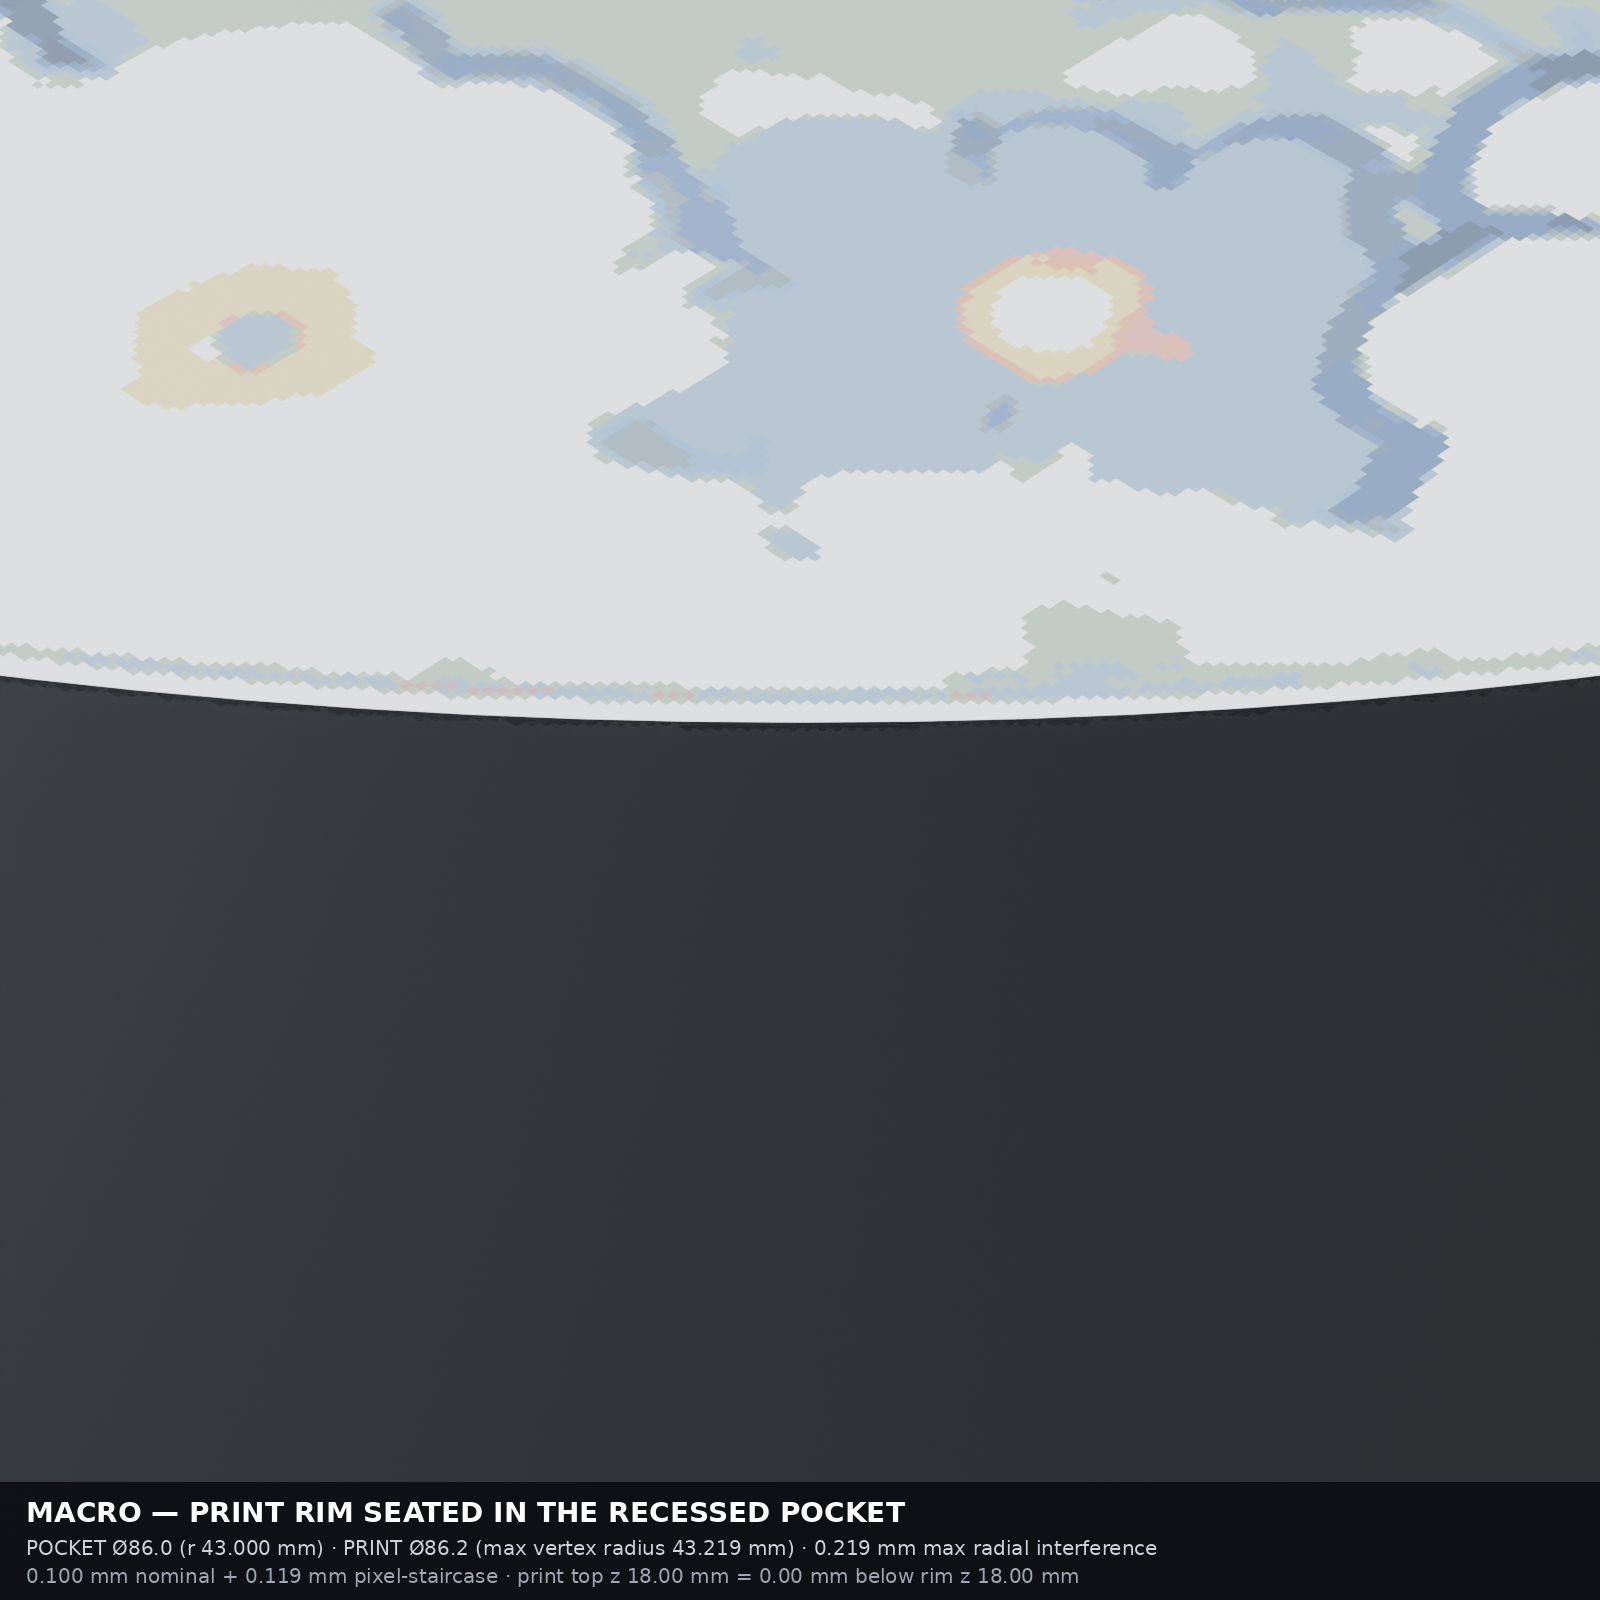 MACRO — PRINT RIM SEATED IN THE RECESSED POCKET
POCKET Ø86.0 (r 43.000 mm) · PRINT Ø86.2 (max vertex radius 43.219 mm) · 0.219 mm max radial interference
0.100 mm nominal + 0.119 mm pixel-staircase · print top z 18.00 mm = 0.00 mm below rim z 18.00 mm